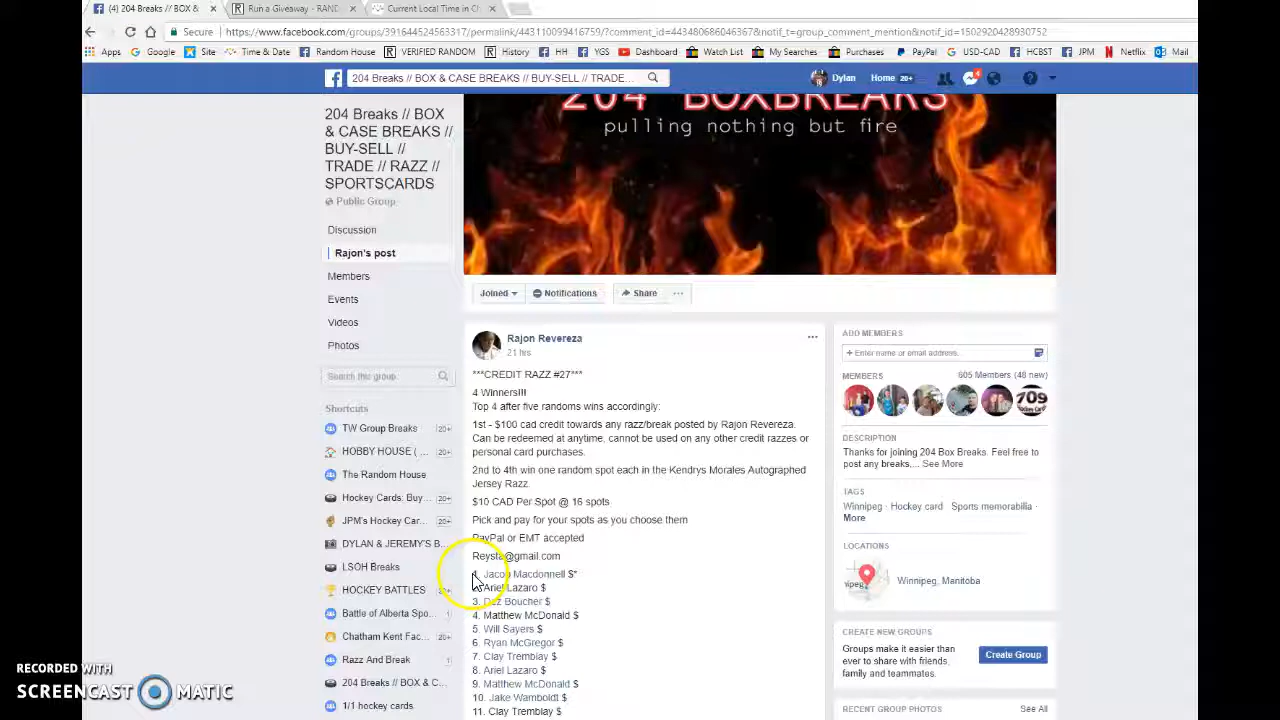 (4) 204 Breaks // BOX & × Run a Giveaway - RAND × Current Local Time in Ch ×
Secure https://www.facebook.com/groups/391644524563317/permalink/443110099416759/?comment_id=443480686046367&notif_t=group_comment_mention&notif_id=1502920428930752
Apps Google Site Time & Date Random House VERIFIED RANDOM History HH YGS Dashboard Watch List My Searches Purchases PayPal USD-CAD HCBST JPM Netflix Mail
204 Breaks // BOX & CASE BREAKS // BUY-SELL // TRADE... Dylan Home 20+ 4
204 BOXBREAKS
pulling nothing but fire
204 Breaks // BOX
& CASE BREAKS //
BUY-SELL //
TRADE // RAZZ //
SPORTSCARDS
Public Group
Discussion
Rajon's post
Members
Events
Videos
Photos
Search this group
Shortcuts
TW Group Breaks 20+
HOBBY HOUSE ( ... 20+
The Random House
Hockey Cards: Buy... 20+
JPM's Hockey Car... 20+
DYLAN & JEREMY'S B...
LSOH Breaks
HOCKEY BATTLES
Battle of Alberta Spo... 1
Chatham Kent Fac... 20+
Razz And Break 1
204 Breaks // BOX & C...
1/1 hockey cards
Joined Notifications Share ...
Rajon Revereza
21 hrs
***CREDIT RAZZ #27***
4 Winners!!!
Top 4 after five randoms wins accordingly:
1st - $100 cad credit towards any razz/break posted by Rajon Revereza.
Can be redeemed at anytime, cannot be used on any other credit razzes or
personal card purchases.
2nd to 4th win one random spot each in the Kendrys Morales Autographed
Jersey Razz
$10 CAD Per Spot @ 16 spots
Pick and pay for your spots as you choose them
PayPal or EMT accepted
Reysta@gmail.com
1. Jacob Macdonnell $*
2. Ariel Lazaro $
3. Dez Boucher $
4. Matthew McDonald $
5. Will Sayers $
6. Ryan McGregor $
7. Clay Tremblay $
8. Ariel Lazaro $
9. Matthew McDonald $
10. Jake Wamboldt $
11. Clay Tremblay $
ADD MEMBERS
+ Enter name or email address...
MEMBERS 605 Members (48 new)
709
DESCRIPTION
Thanks for joining 204 Box Breaks. Feel free to
post any breaks,... See More
TAGS
Winnipeg · Hockey card · Sports memorabilia ·
More
LOCATIONS
Winnipeg, Manitoba
CREATE NEW GROUPS
Groups make it easier than
ever to share with friends,
family and teammates.
Create Group
RECENT GROUP PHOTOS See All
RECORDED WITH
SCREENCAST MATIC